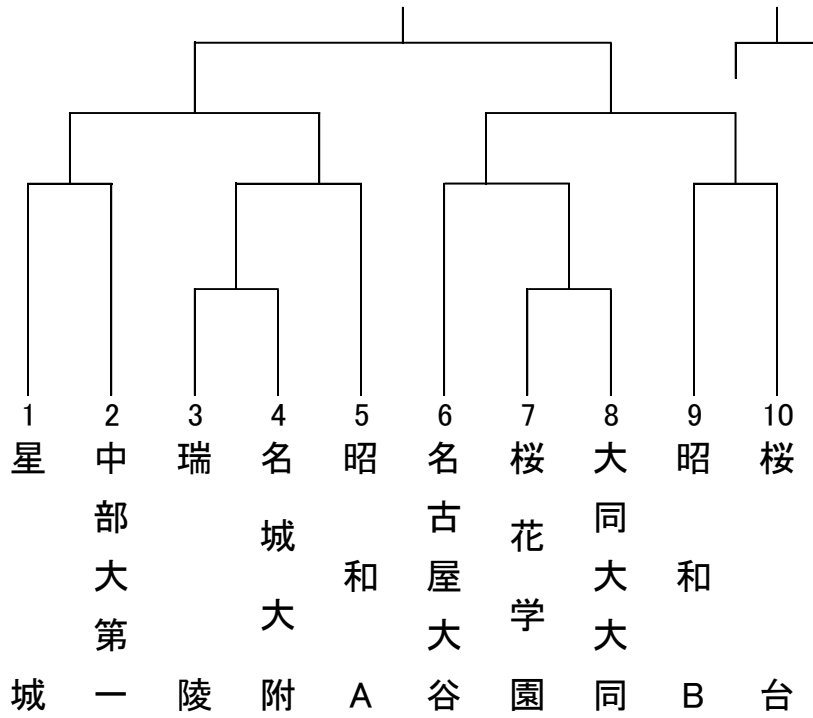 1 2 3 4 5 6 7 8 9 10
星城
中部大第一
瑞陵
名城大附
昭和A
名古屋大谷
桜花学園
大同大大同
昭和B
桜台